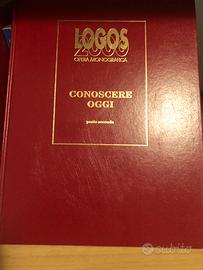 LOGOS
2000
OPERA MONOGRAFICA
CONOSCERE
OGGI
parte seconda
subito